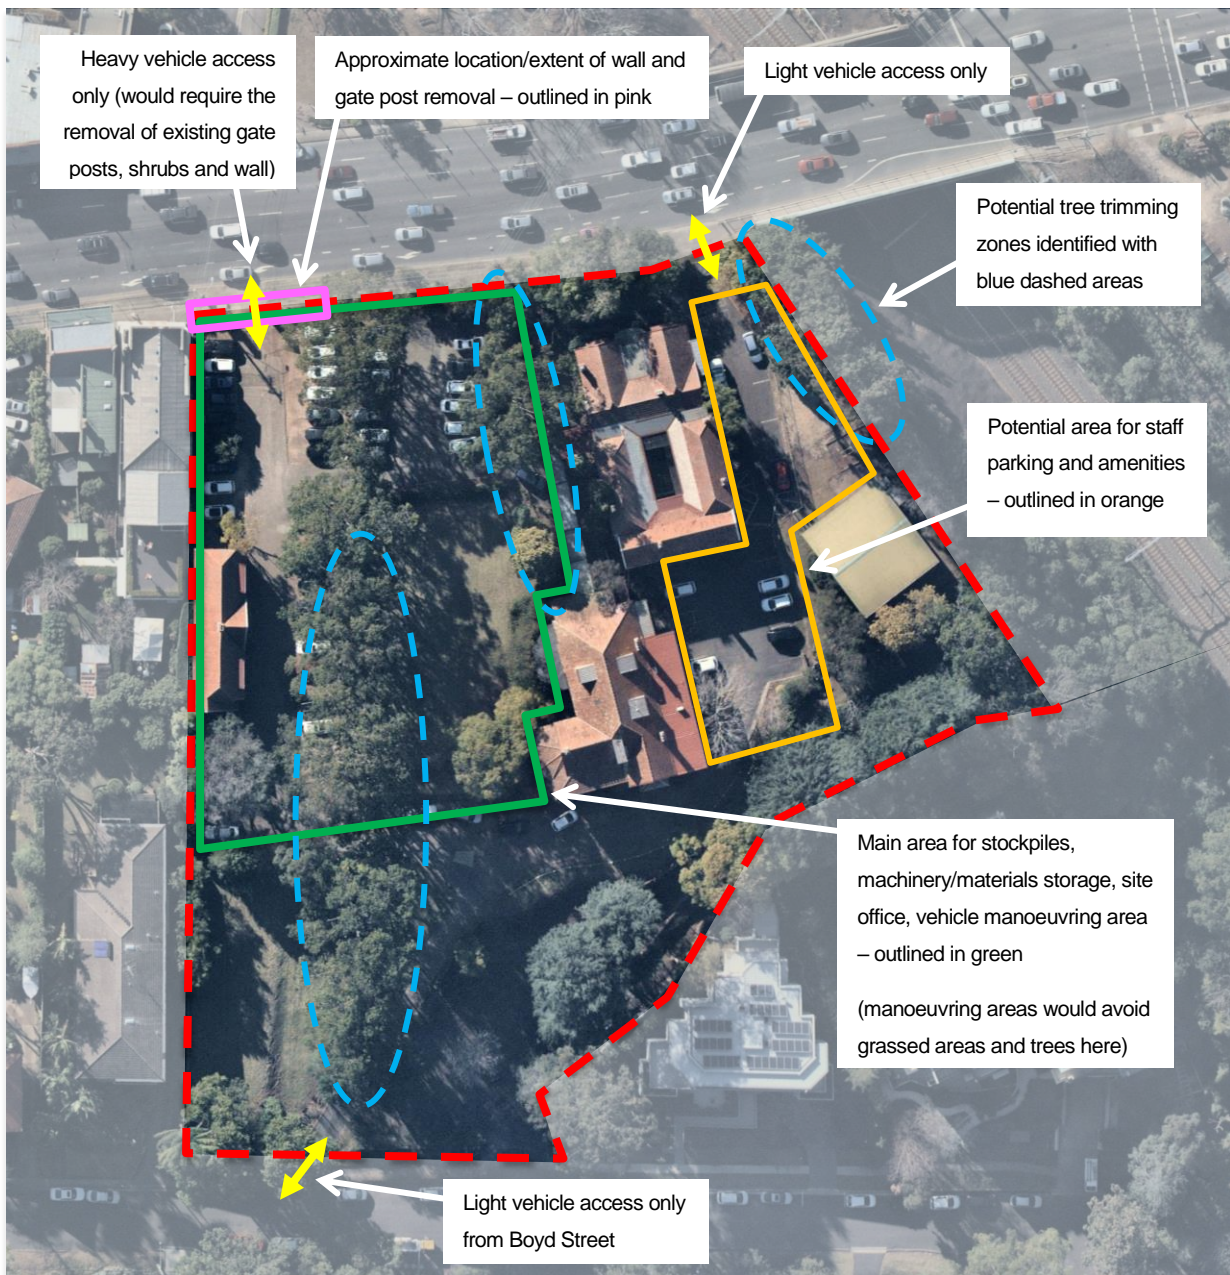 Heavy vehicle access
only (would require the
removal of existing gate
posts, shrubs and wall)
Approximate location/extent of wall and
gate post removal – outlined in pink
Light vehicle access only
Potential tree trimming
zones identified with
blue dashed areas
Potential area for staff
parking and amenities
– outlined in orange
Main area for stockpiles,
machinery/materials storage, site
office, vehicle manoeuvring area
– outlined in green
(manoeuvring areas would avoid
grassed areas and trees here)
Light vehicle access only
from Boyd Street